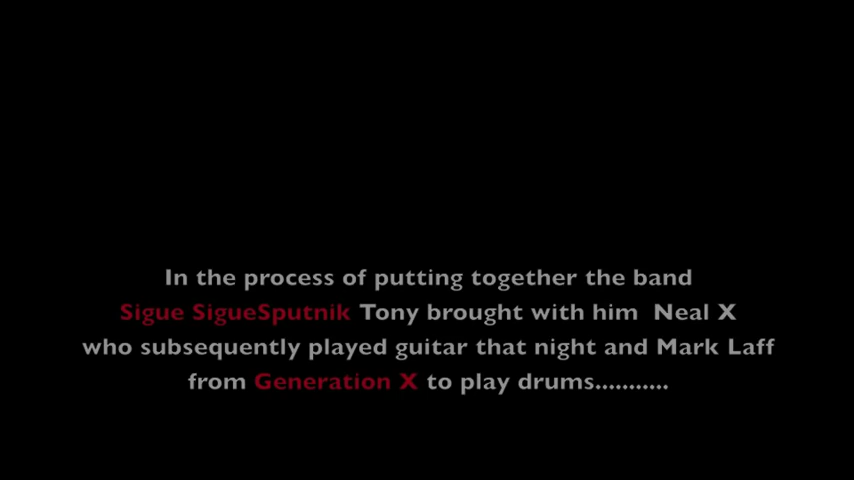 In the process of putting together the band
Sigue SigueSputnik Tony brought with him  Neal X
who subsequently played guitar that night and Mark Laff
from Generation X to play drums...........